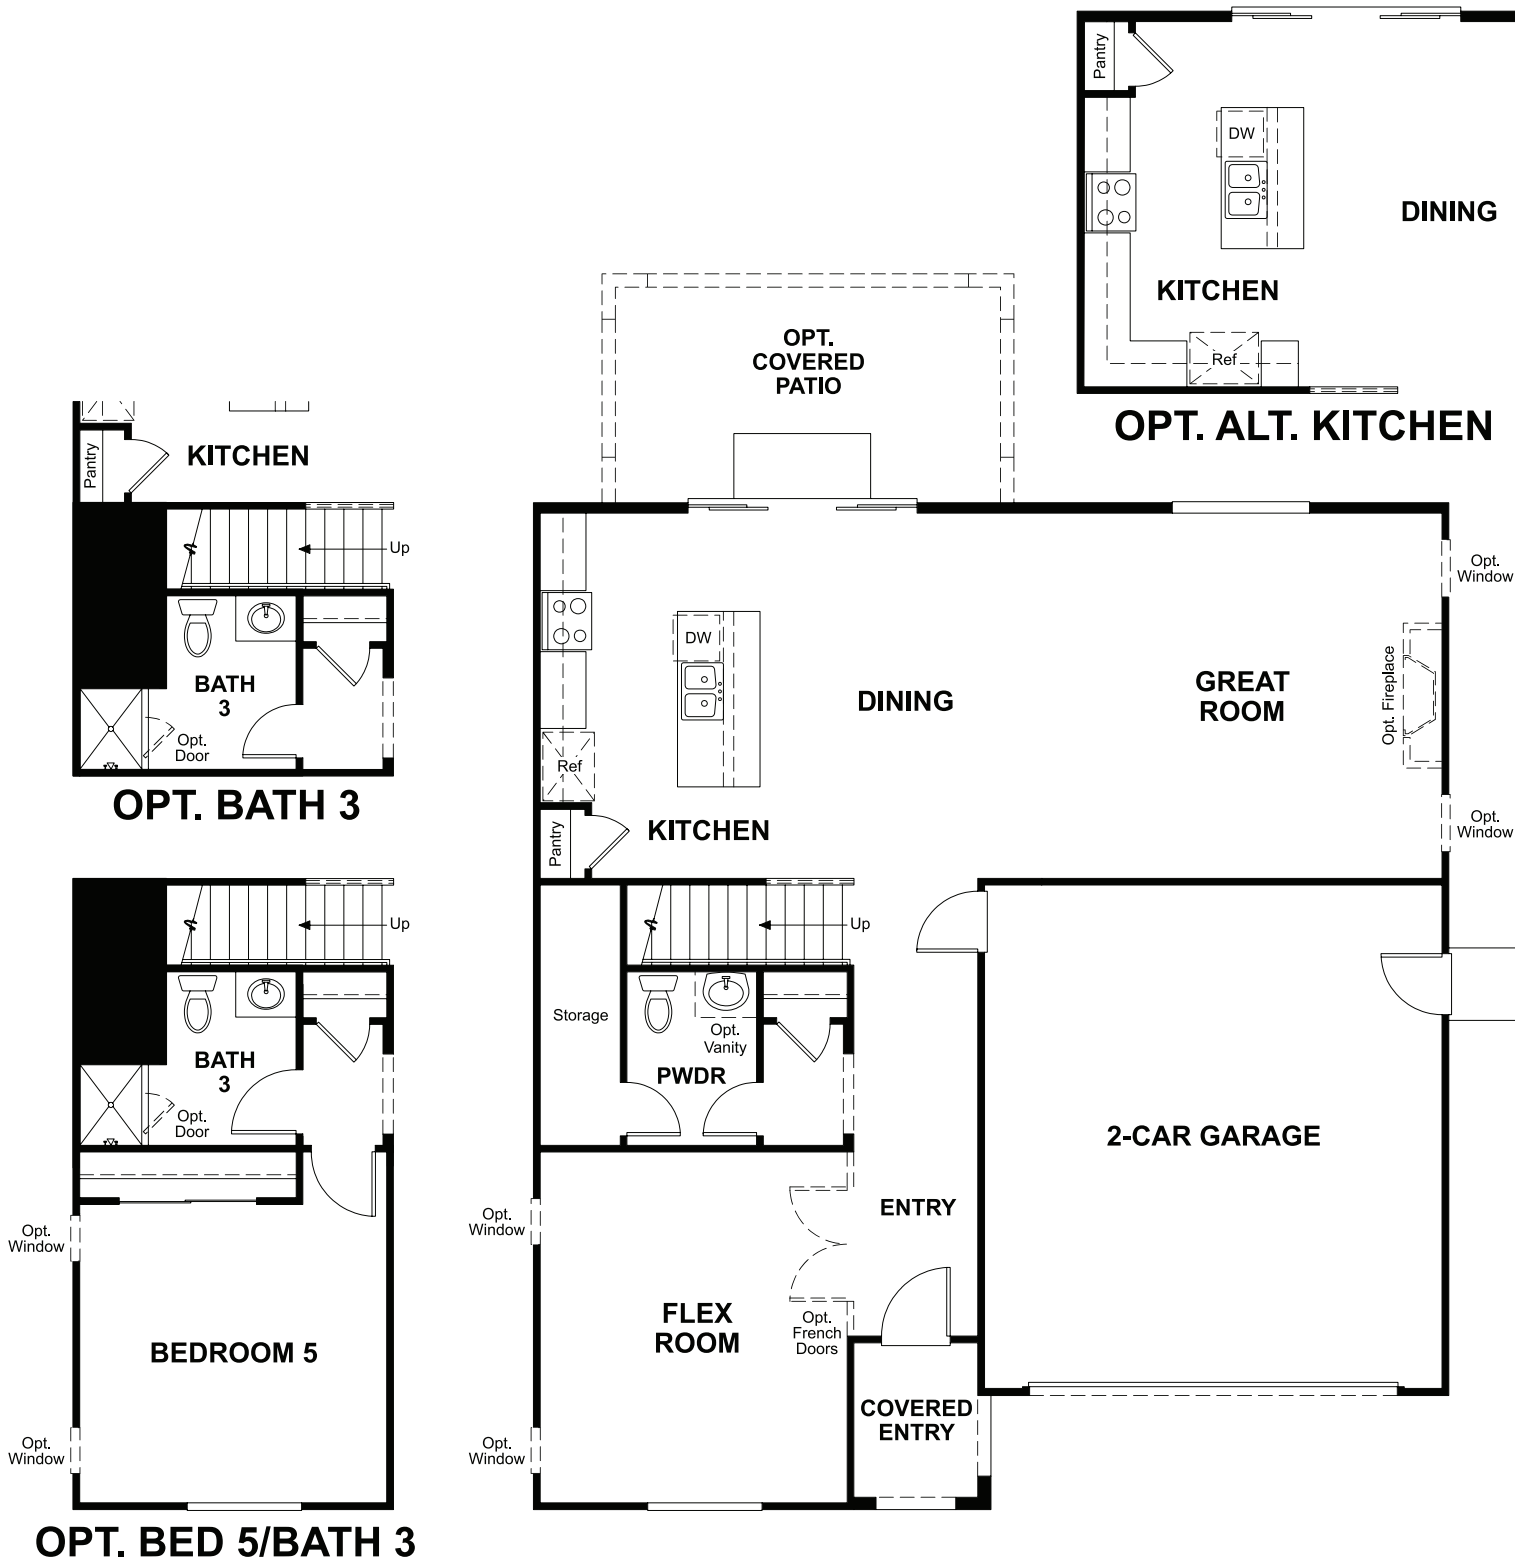 Pantry
DW
DINING
KITCHEN
Ref
OPT. ALT. KITCHEN
OPT.
COVERED
PATIO
KITCHEN
Pantry
Up
BATH
3
Opt.
Door
OPT. BATH 3
Up
BATH
3
Opt.
Door
Opt.
Window
BEDROOM 5
Opt.
Window
OPT. BED 5/BATH 3
Opt.
Window
DW
DINING
GREAT
ROOM
Opt. Fireplace
Ref
KITCHEN
Pantry
Opt.
Window
Up
Storage
Opt.
Vanity
PWDR
2-CAR GARAGE
ENTRY
Opt.
Window
FLEX
ROOM
Opt.
French
Doors
COVERED
ENTRY
Opt.
Window